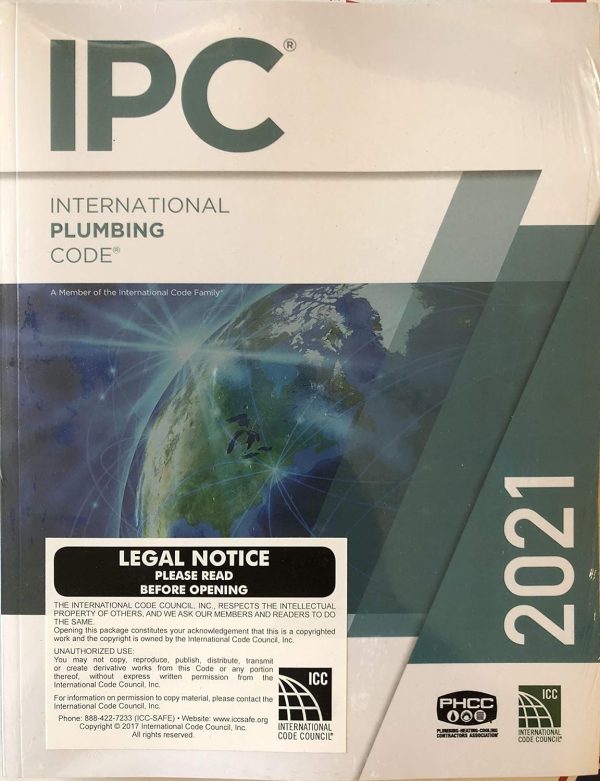 IPC®
INTERNATIONAL
PLUMBING
CODE®
A Member of the International Code Family®
2021
LEGAL NOTICE
PLEASE READ
BEFORE OPENING
THE INTERNATIONAL CODE COUNCIL, INC., RESPECTS THE INTELLECTUAL
PROPERTY OF OTHERS, AND WE ASK OUR MEMBERS AND READERS TO DO
THE SAME.
Opening this package constitutes your acknowledgement that this is a copyrighted
work and the copyright is owned by the International Code Council, Inc.
UNAUTHORIZED USE:
You may not copy, reproduce, publish, distribute, transmit
or create derivative works from this Code or any portion
thereof, without express written permission from the
International Code Council, Inc.
For information on permission to copy material, please contact the
International Code Council, Inc.
Phone: 888-422-7233 (ICC-SAFE) • Website: www.iccsafe.org
Copyright © 2017 International Code Council, Inc.
All rights reserved.
ICC
INTERNATIONAL
CODE COUNCIL®
PHCC
PLUMBING-HEATING-COOLING
CONTRACTORS ASSOCIATION®
ICC
INTERNATIONAL
CODE COUNCIL®